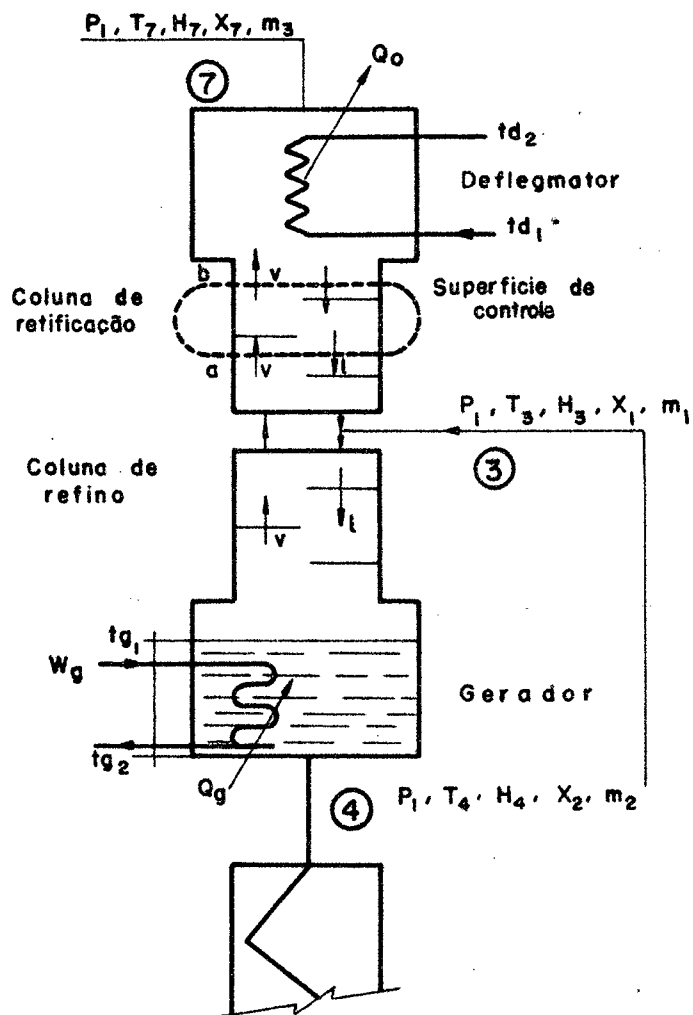 P₁, T₇, H₇, X₇, m₃
Q₀
7
td₂
Deflegmator
td₁
b
v
Coluna de
retificação
Superfície de
controle
a
v
l
P₁, T₃, H₃, X₁, m₁
3
Coluna de
refino
v
l
tg₁
Wg
Gerador
tg₂
Qg
4
P₁, T₄, H₄, X₂, m₂